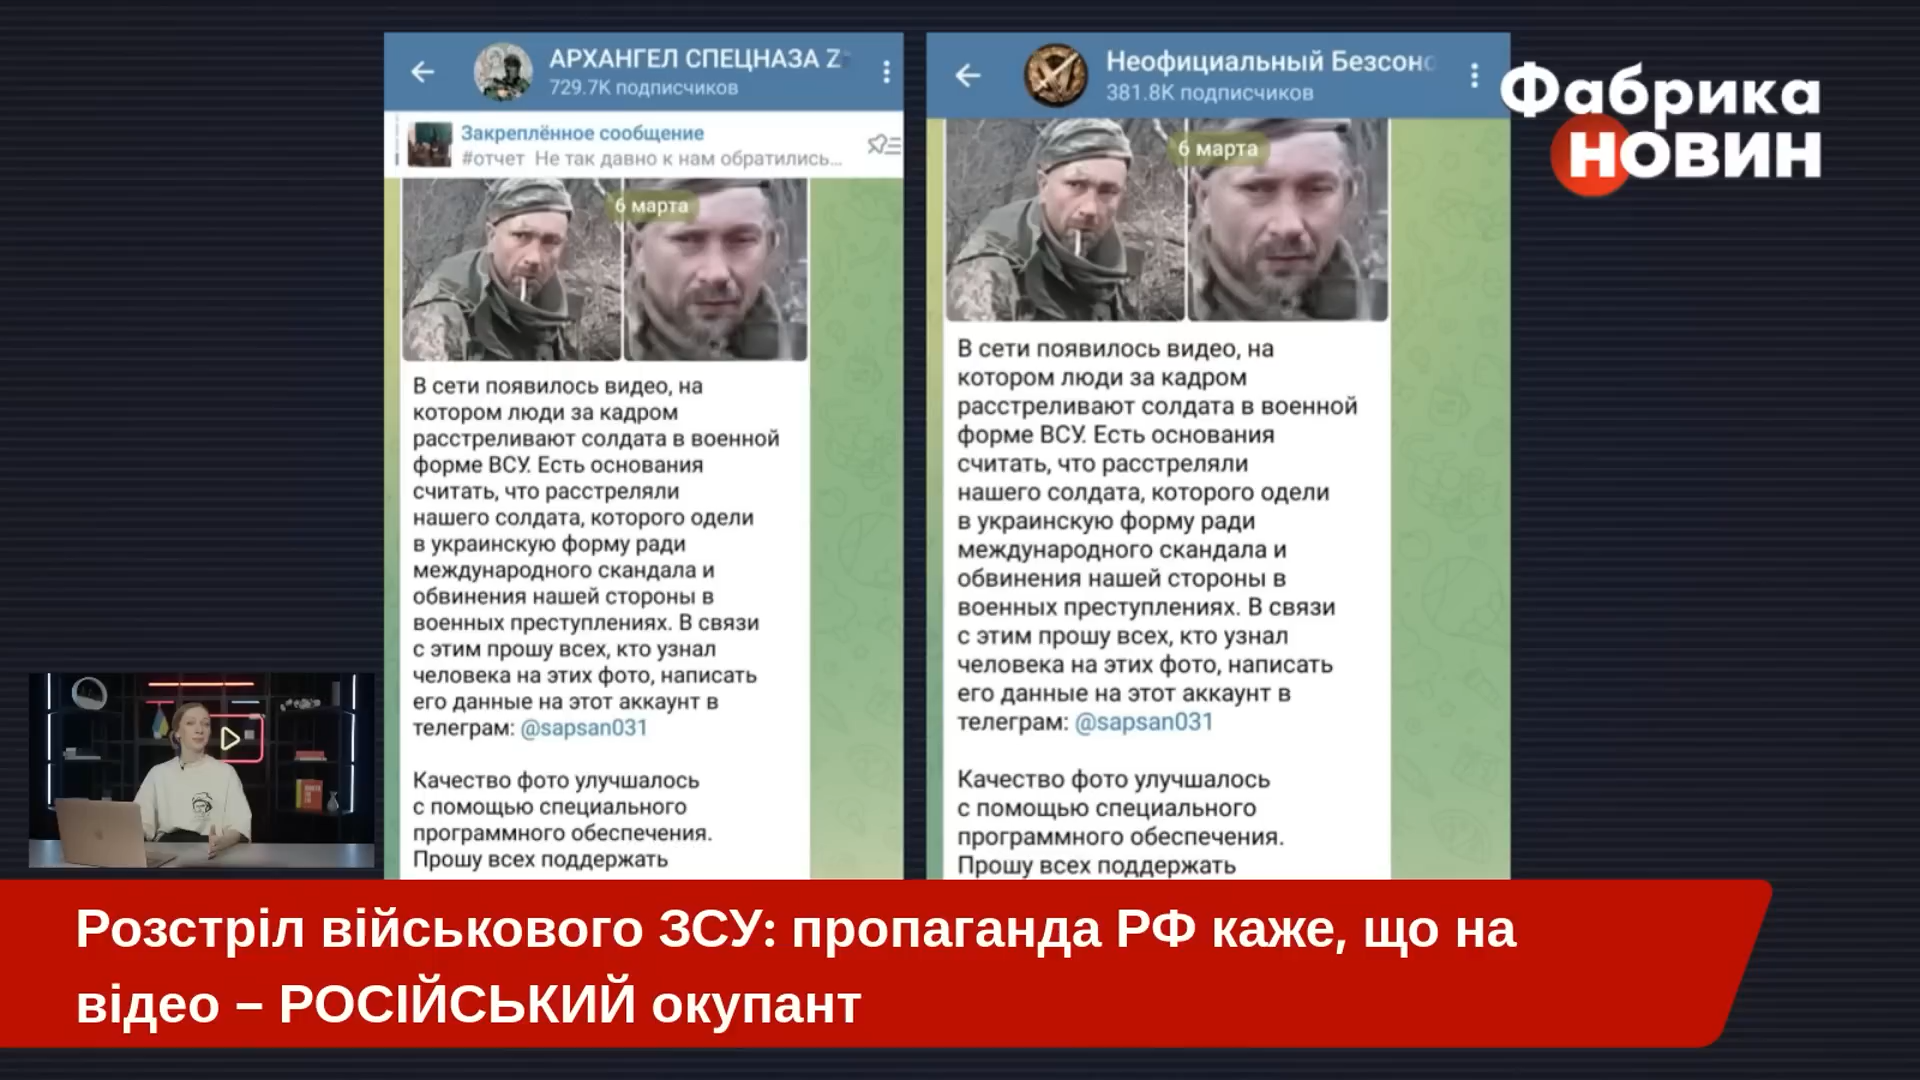 АРХАНГЕЛ СПЕЦНАЗА Z
729.7K подписчиков
Закреплённое сообщение
#отчет Не так давно к нам обратились...
6 марта
В сети появилось видео, на
котором люди за кадром
расстреливают солдата в военной
форме ВСУ. Есть основания
считать, что расстреляли
нашего солдата, которого одели
в украинскую форму ради
международного скандала и
обвинения нашей стороны в
военных преступлениях. В связи
с этим прошу всех, кто узнал
человека на этих фото, написать
его данные на этот аккаунт в
телеграм: @sapsan031
Качество фото улучшалось
с помощью специального
программного обеспечения.
Прошу всех поддержать
Неофициальный Безсоно
381.8K подписчиков
6 марта
В сети появилось видео, на
котором люди за кадром
расстреливают солдата в военной
форме ВСУ. Есть основания
считать, что расстреляли
нашего солдата, которого одели
в украинскую форму ради
международного скандала и
обвинения нашей стороны в
военных преступлениях. В связи
с этим прошу всех, кто узнал
человека на этих фото, написать
его данные на этот аккаунт в
телеграм: @sapsan031
Качество фото улучшалось
с помощью специального
программного обеспечения.
Прошу всех поддержать
Фабрика
НОВИН
Розстріл військового ЗСУ: пропаганда РФ каже, що на
відео – РОСІЙСЬКИЙ окупант